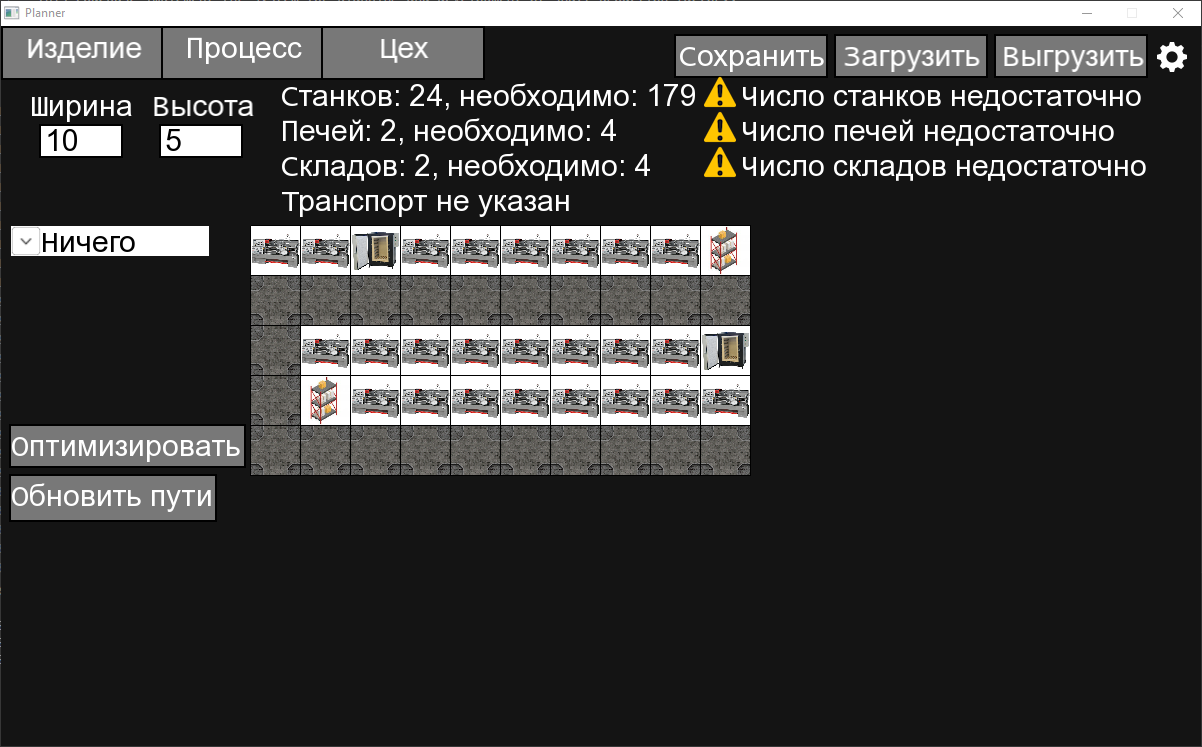 Planner
Изделие Процесс Цех Сохранить Загрузить Выгрузить
Ширина Высота
10 5
Станков: 24, необходимо: 179 Число станков недостаточно
Печей: 2, необходимо: 4 Число печей недостаточно
Складов: 2, необходимо: 4 Число складов недостаточно
Транспорт не указан
Ничего
Оптимизировать
Обновить пути